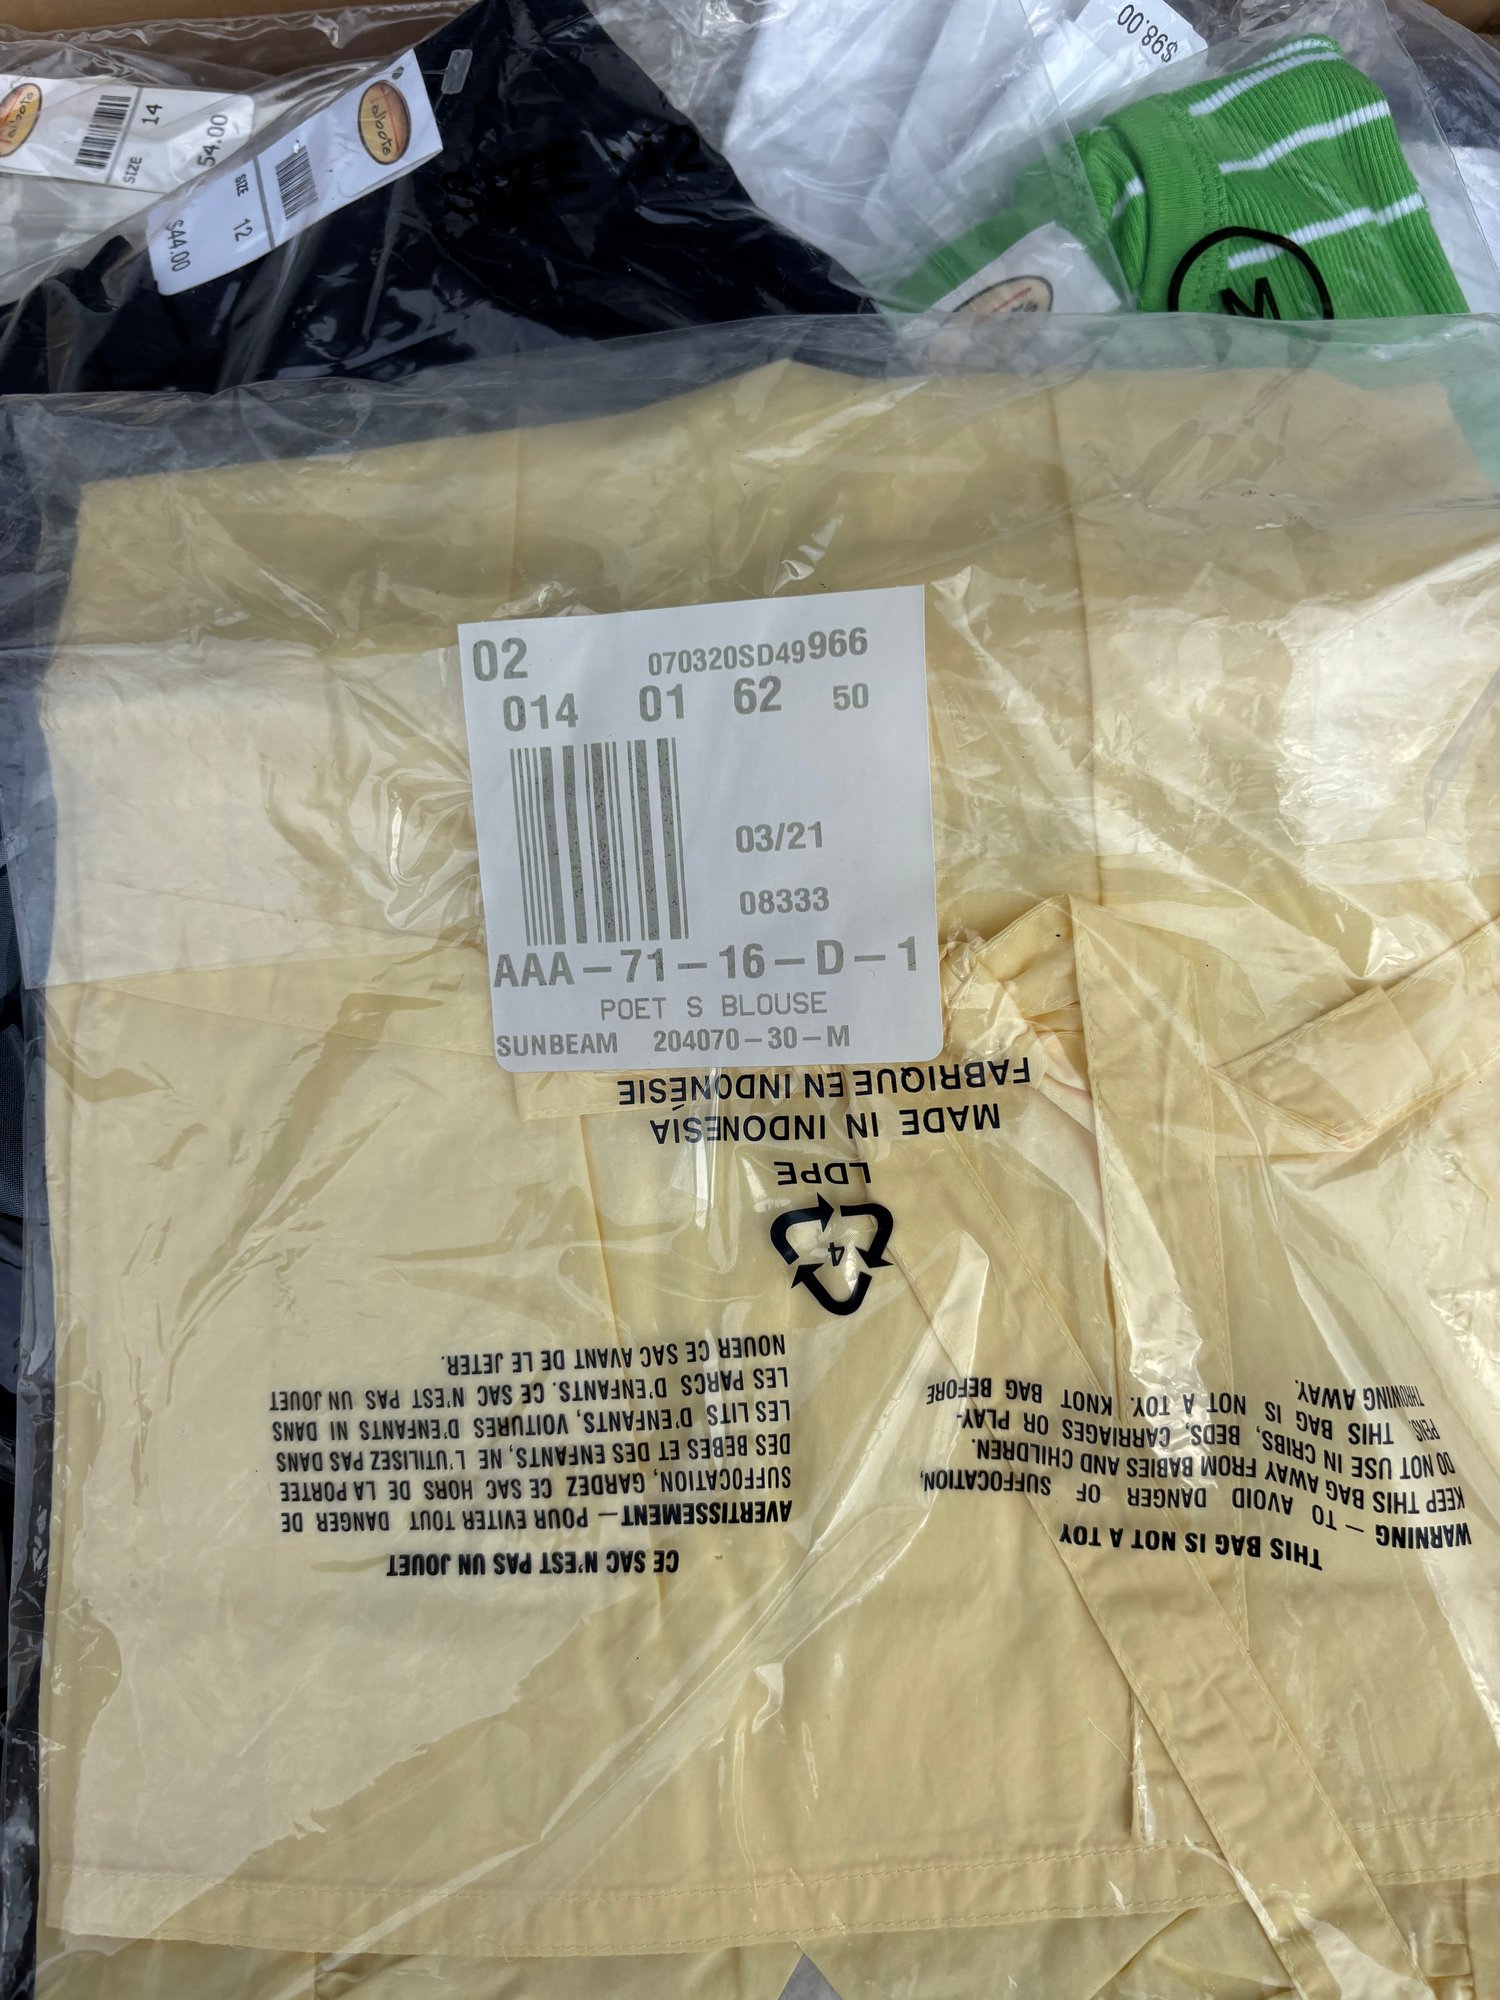 $98.00
talbots
14
SIZE
54.00
talbots
SIZE
12
$44.00
M
02
070320SD49966
014 01 62 50
03/21
08333
AAA-71-16-D-1
POET S BLOUSE
SUNBEAM 204070-30-M
FABRIQUE EN INDONÉSIE
MADE IN INDONESIA
LDPE
4
THIS BAG IS NOT A TOY
WARNING - TO AVOID DANGER OF SUFFOCATION,
KEEP THIS BAG AWAY FROM BABIES AND CHILDREN.
DO NOT USE IN CRIBS, BEDS, CARRIAGES OR PLAY-
PENS. THIS BAG IS NOT A TOY. KNOT BAG BEFORE
THROWING AWAY.
CE SAC N'EST PAS UN JOUET
AVERTISSEMENT - POUR EVITER TOUT DANGER DE
SUFFOCATION, GARDEZ CE SAC HORS DE LA PORTEE
DES BEBES ET DES ENFANTS, NE L'UTILISEZ PAS DANS
LES LITS D'ENFANTS, VOITURES D'ENFANTS NI DANS
LES PARCS D'ENFANTS. CE SAC N'EST PAS UN JOUET
NOUER CE SAC AVANT DE LE JETER.